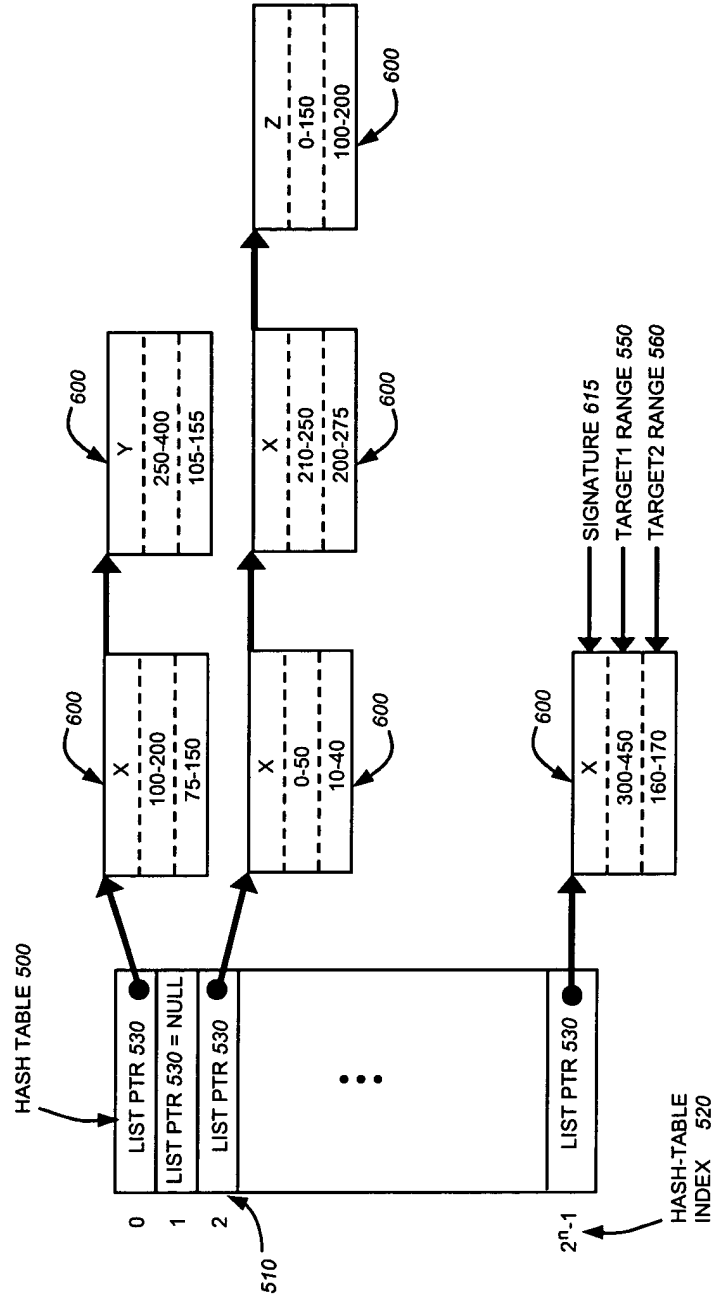 HASH TABLE 500
0
LIST PTR 530
1
LIST PTR 530 = NULL
2
LIST PTR 530
510
2ⁿ-1
LIST PTR 530
HASH-TABLE
INDEX 520
600
X
100-200
75-150
600
Y
250-400
105-155
X
0-50
10-40
600
X
210-250
200-275
600
Z
0-150
100-200
600
600
X
300-450
160-170
SIGNATURE 615
TARGET1 RANGE 550
TARGET2 RANGE 560